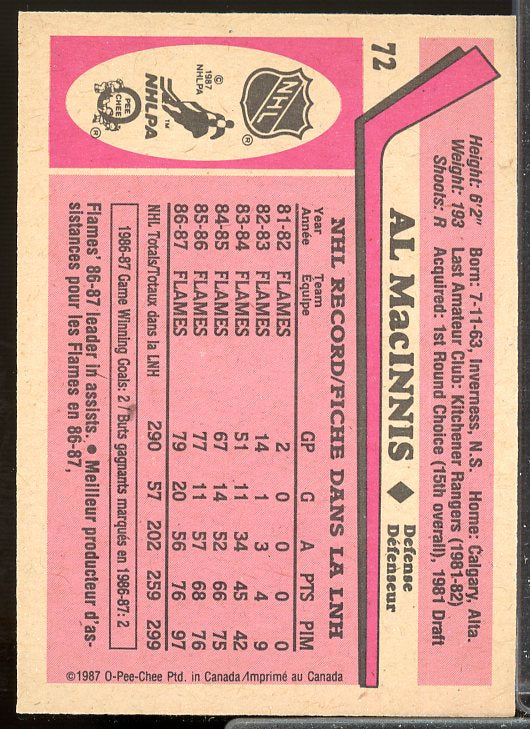 72
Height: 6'2" Born: 7-11-63, Inverness, N.S. Home: Calgary, Alta.
Weight: 193 Last Amateur Club: Kitchener Rangers (1981-82)
Shoots: R Acquired: 1st Round Choice (15th overall), 1981 Draft
AL MacINNIS ◆ Defense
Défenseur
NHL
© 1987 NHLPA
NHLPA
TM
O PEE CHEE
®
NHL RECORD/FICHE DANS LA LNH
Year Team GP G A PTS PIM
Année Équipe
81-82 FLAMES 2 0 0 0 0
82-83 FLAMES 14 1 3 4 9
83-84 FLAMES 51 11 34 45 42
84-85 FLAMES 67 14 52 66 75
85-86 FLAMES 77 11 57 68 76
86-87 FLAMES 79 20 56 76 97
NHL Totals/Totaux dans la LNH 290 57 202 259 299
1986-87 Game Winning Goals: 2 / Buts gagnants marqués en 1986-87: 2
Flames' 86-87 leader in assists. • Meilleur producteur d'as-
sistances pour les Flames en 86-87,
©1987 O-Pee-Chee Ptd. in Canada/Imprimé au Canada